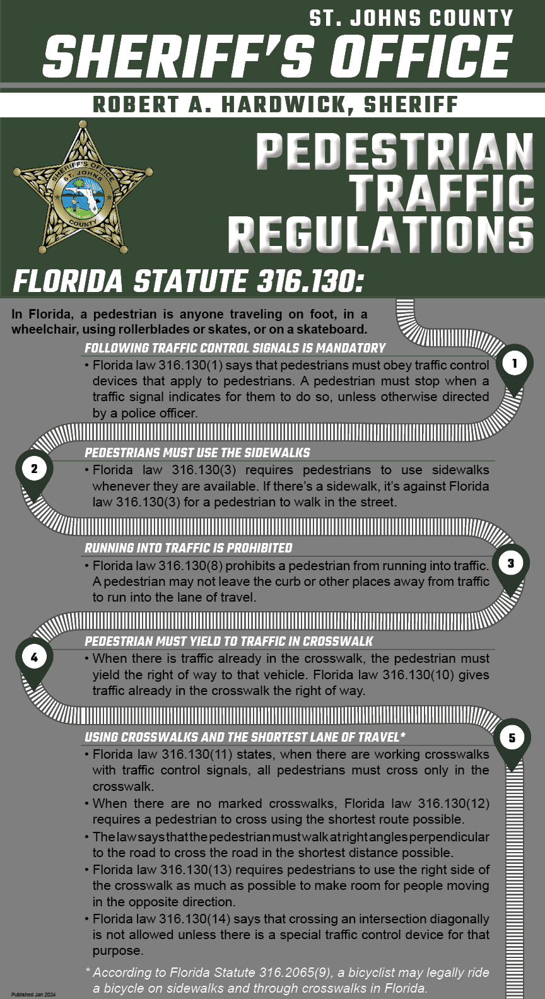 ST. JOHNS COUNTY
SHERIFF'S OFFICE
ROBERT A. HARDWICK, SHERIFF
SHERIFF'S OFFICE
ST. JOHNS
COUNTY
PEDESTRIAN
TRAFFIC
REGULATIONS
FLORIDA STATUTE 316.130:
In Florida, a pedestrian is anyone traveling on foot, in a
wheelchair, using rollerblades or skates, or on a skateboard.
1
FOLLOWING TRAFFIC CONTROL SIGNALS IS MANDATORY
• Florida law 316.130(1) says that pedestrians must obey traffic control
devices that apply to pedestrians. A pedestrian must stop when a
traffic signal indicates for them to do so, unless otherwise directed
by a police officer.
2
PEDESTRIANS MUST USE THE SIDEWALKS
• Florida law 316.130(3) requires pedestrians to use sidewalks
whenever they are available. If there's a sidewalk, it's against Florida
law 316.130(3) for a pedestrian to walk in the street.
3
RUNNING INTO TRAFFIC IS PROHIBITED
• Florida law 316.130(8) prohibits a pedestrian from running into traffic.
A pedestrian may not leave the curb or other places away from traffic
to run into the lane of travel.
4
PEDESTRIAN MUST YIELD TO TRAFFIC IN CROSSWALK
• When there is traffic already in the crosswalk, the pedestrian must
yield the right of way to that vehicle. Florida law 316.130(10) gives
traffic already in the crosswalk the right of way.
5
USING CROSSWALKS AND THE SHORTEST LANE OF TRAVEL*
• Florida law 316.130(11) states, when there are working crosswalks
with traffic control signals, all pedestrians must cross only in the
crosswalk.
• When there are no marked crosswalks, Florida law 316.130(12)
requires a pedestrian to cross using the shortest route possible.
• The law says that the pedestrian must walk at right angles perpendicular
to the road to cross the road in the shortest distance possible.
• Florida law 316.130(13) requires pedestrians to use the right side of
the crosswalk as much as possible to make room for people moving
in the opposite direction.
• Florida law 316.130(14) says that crossing an intersection diagonally
is not allowed unless there is a special traffic control device for that
purpose.
* According to Florida Statute 316.2065(9), a bicyclist may legally ride
a bicycle on sidewalks and through crosswalks in Florida.
Published Jan 2024